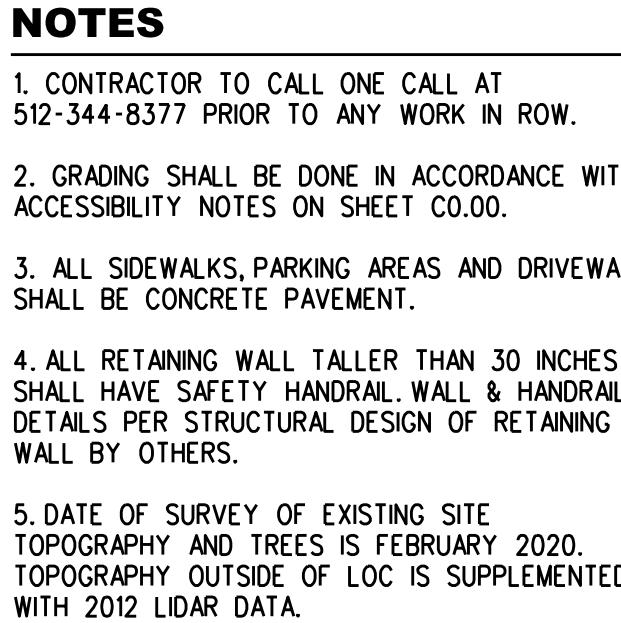 NOTES
1. CONTRACTOR TO CALL ONE CALL AT
512-344-8377 PRIOR TO ANY WORK IN ROW.
2. GRADING SHALL BE DONE IN ACCORDANCE WIT
ACCESSIBILITY NOTES ON SHEET C0.00.
3. ALL SIDEWALKS, PARKING AREAS AND DRIVEWA
SHALL BE CONCRETE PAVEMENT.
4. ALL RETAINING WALL TALLER THAN 30 INCHES
SHALL HAVE SAFETY HANDRAIL. WALL & HANDRAIL
DETAILS PER STRUCTURAL DESIGN OF RETAINING
WALL BY OTHERS.
5. DATE OF SURVEY OF EXISTING SITE
TOPOGRAPHY AND TREES IS FEBRUARY 2020.
TOPOGRAPHY OUTSIDE OF LOC IS SUPPLEMENTED
WITH 2012 LIDAR DATA.